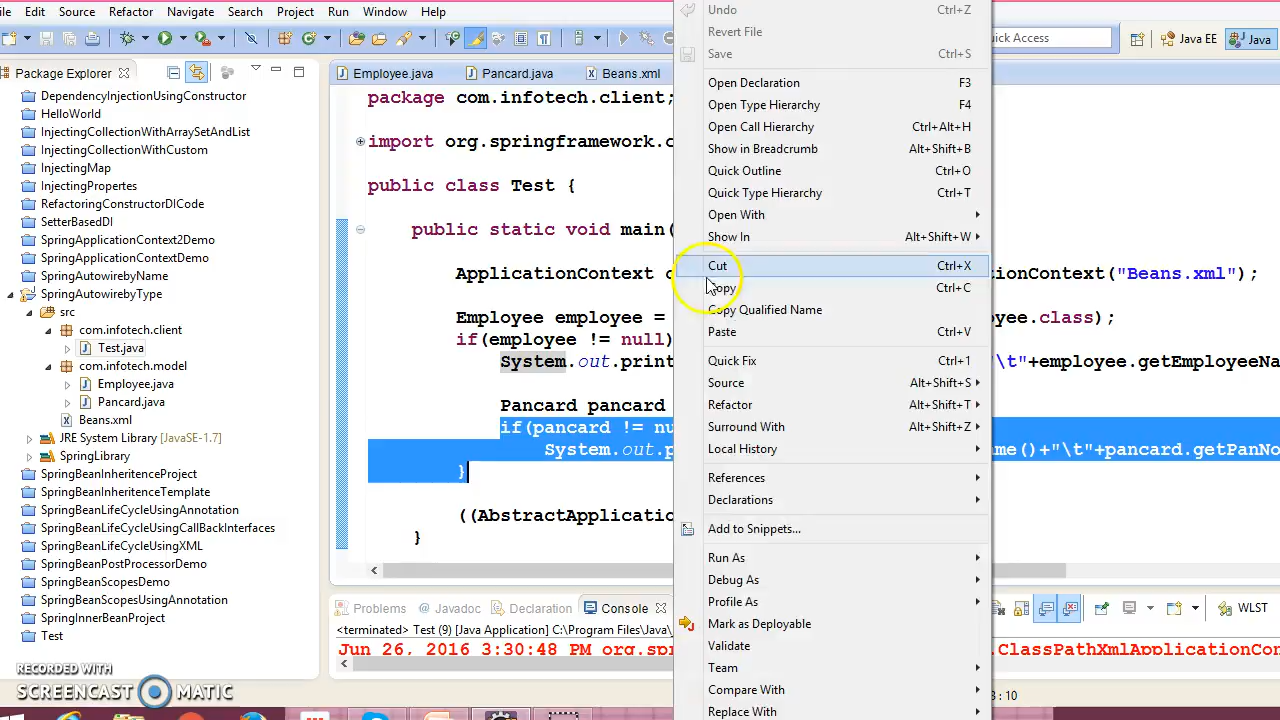 le Edit Source Refactor Navigate Search Project Run Window Help
Quick Access Java EE Java
Package Explorer
DependencyInjectionUsingConstructor
HelloWorld
InjectingCollectionWithArraySetAndList
InjectingCollectionWithCustom
InjectingMap
InjectingPropertes
RefactoringConstructorDICode
SetterBasedDI
SpringApplicationContext2Demo
SpringApplicationContextDemo
SpringAutowirebyName
SpringAutowirebyType
src
com.infotech.client
Test.java
com.infotech.model
Employee.java
Pancard.java
Beans.xml
JRE System Library [JavaSE-1.7]
SpringLibrary
SpringBeanInheritenceProject
SpringBeanInheritenceTemplate
SpringBeanLifeCycleUsingAnnotation
SpringBeanLifeCycleUsingCallBackInterfaces
SpringBeanLifeCycleUsingXML
SpringBeanPostProcessorDemo
SpringBeanScopesDemo
SpringBeanScopesUsingAnnotation
SpringInnerBeanProject
Test
RECORDED WITH
SCREENCAST MATIC
Employee.java Pancard.java Beans.xml
package com.infotech.client;
import org.springframework.c
public class Test {
public static void main(
ApplicationContext c ionContext("Beans.xml");
Employee employee = yee.class);
if(employee != null)
System.out.print "\t"+employee.getEmployeeNa
Pancard pancard
if(pancard != nu
System.out.p me()+"\t"+pancard.getPanNo
}
((AbstractApplicatio
}
Problems Javadoc Declaration Console WLST
<terminated> Test (9) [Java Application] C:\Program Files\Java\
Jun 26, 2016 3:30:48 PM org.spr .ClassPathXmlApplicationCon
8 : 10
Undo Ctrl+Z
Revert File
Save Ctrl+S
Open Declaration F3
Open Type Hierarchy F4
Open Call Hierarchy Ctrl+Alt+H
Show in Breadcrumb Alt+Shift+B
Quick Outline Ctrl+O
Quick Type Hierarchy Ctrl+T
Open With
Show In Alt+Shift+W
Cut Ctrl+X
Copy Ctrl+C
Copy Qualified Name
Paste Ctrl+V
Quick Fix Ctrl+1
Source Alt+Shift+S
Refactor Alt+Shift+T
Surround With Alt+Shift+Z
Local History
References
Declarations
Add to Snippets...
Run As
Debug As
Profile As
Mark as Deployable
Validate
Team
Compare With
Replace With